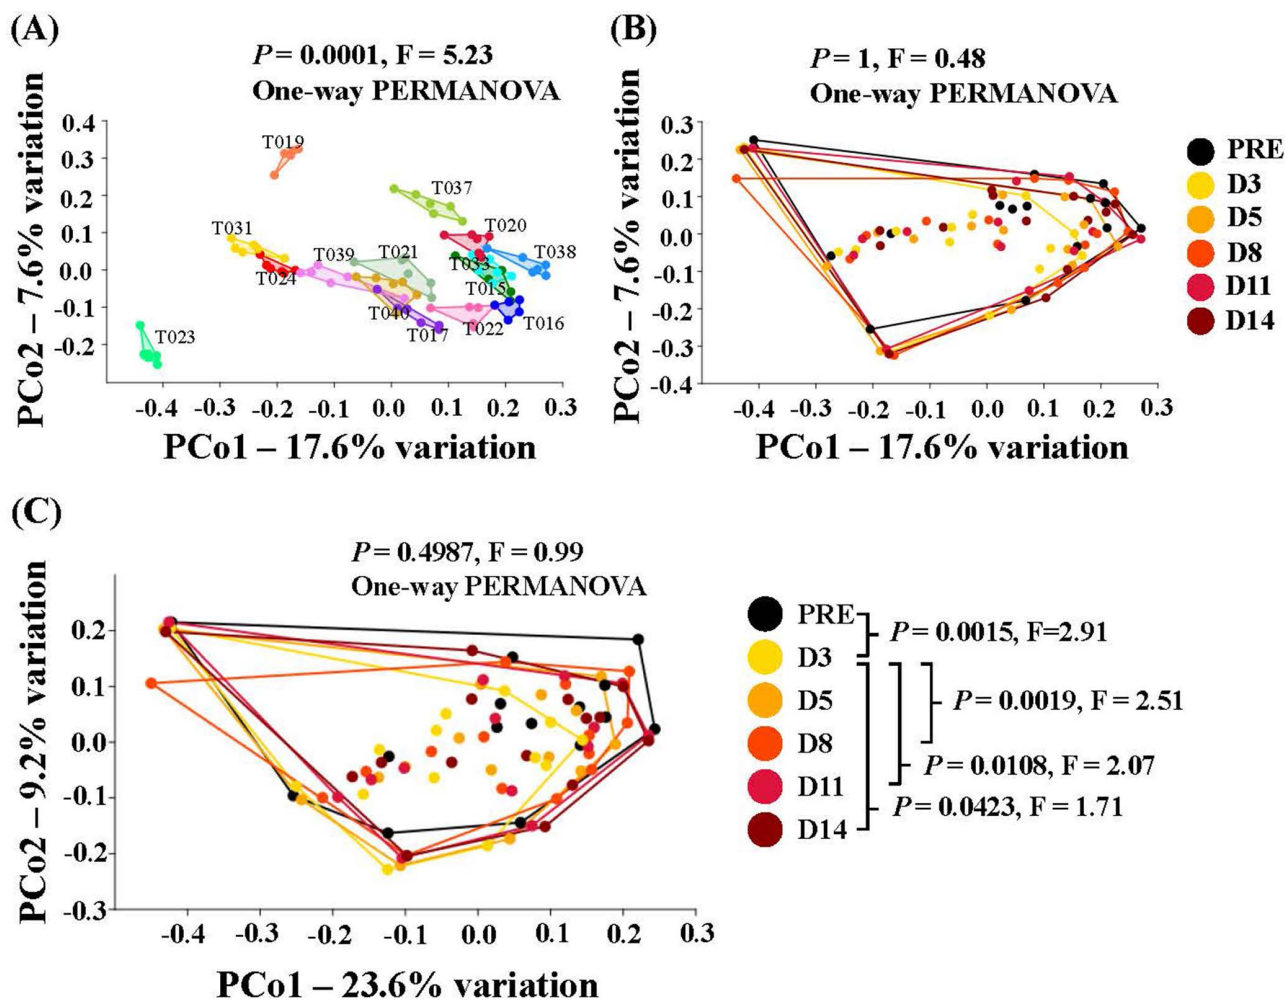 (A)
P = 0.0001, F = 5.23
One-way PERMANOVA
PCo2 – 7.6% variation
0.4
0.3
0.2
0.1
0.0
-0.1
-0.2
T019
T037
T031
T020
T039
T021
T038
T024
T033
T015
T040
T017
T022
T016
T023
-0.4 -0.3 -0.2 -0.1 0.0 0.1 0.2 0.3
PCo1 – 17.6% variation
(B)
P = 1, F = 0.48
One-way PERMANOVA
PCo2 – 7.6% variation
0.3
0.2
0.1
0.0
-0.1
-0.2
-0.3
-0.4
-0.4 -0.3 -0.2 -0.1 0.0 0.1 0.2 0.3
PCo1 – 17.6% variation
PRE
D3
D5
D8
D11
D14
(C)
P = 0.4987, F = 0.99
One-way PERMANOVA
PCo2 – 9.2% variation
0.2
0.1
0.0
-0.1
-0.2
-0.3
-0.4 -0.3 -0.2 -0.1 0.0 0.1 0.2 0.3
PCo1 – 23.6% variation
PRE
D3
D5
D8
D11
D14
P = 0.0015, F=2.91
P = 0.0019, F = 2.51
P = 0.0108, F = 2.07
P = 0.0423, F = 1.71